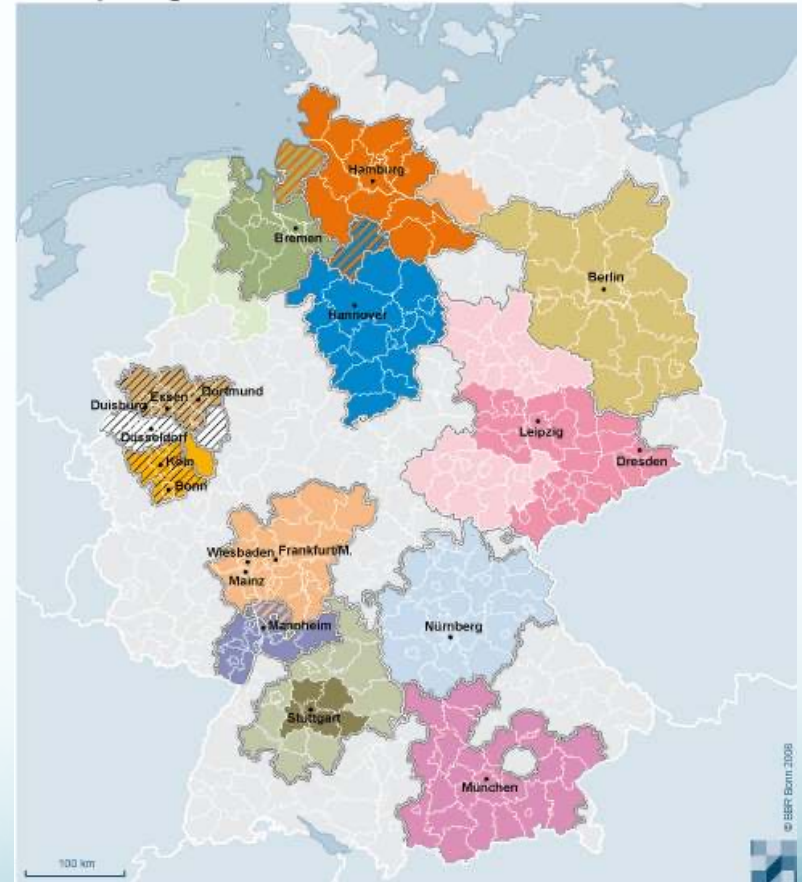 Hamburg
Bremen
Berlin
Hannover
Essen
Dortmund
Duisburg
Düsseldorf
Köln
Bonn
Leipzig
Dresden
Wiesbaden
Frankfurt/M.
Mainz
Mannheim
Nürnberg
Stuttgart
München
100 km
© BBR Bonn 2008